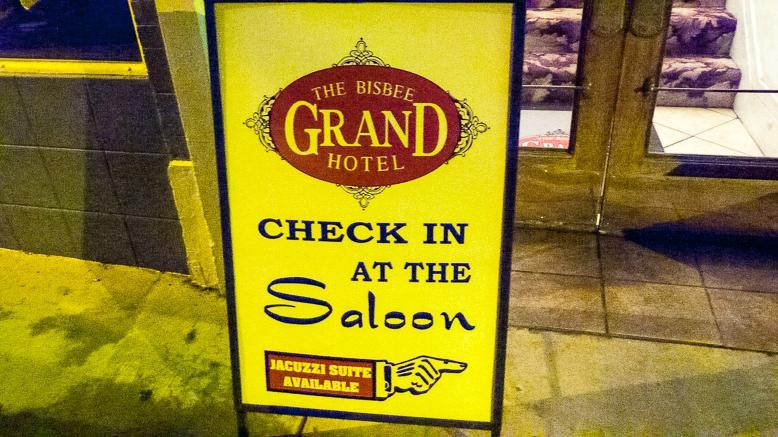 THE BISBEE
GRAND
HOTEL
CHECK IN
AT THE
Saloon
JACUZZI SUITE
AVAILABLE